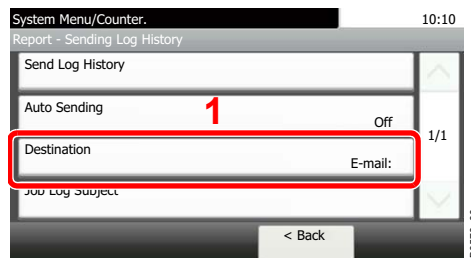 System Menu/Counter.
10:10
Report - Sending Log History
Send Log History
Auto Sending
1
Off
1/1
Destination
E-mail:
Job Log Subject
< Back